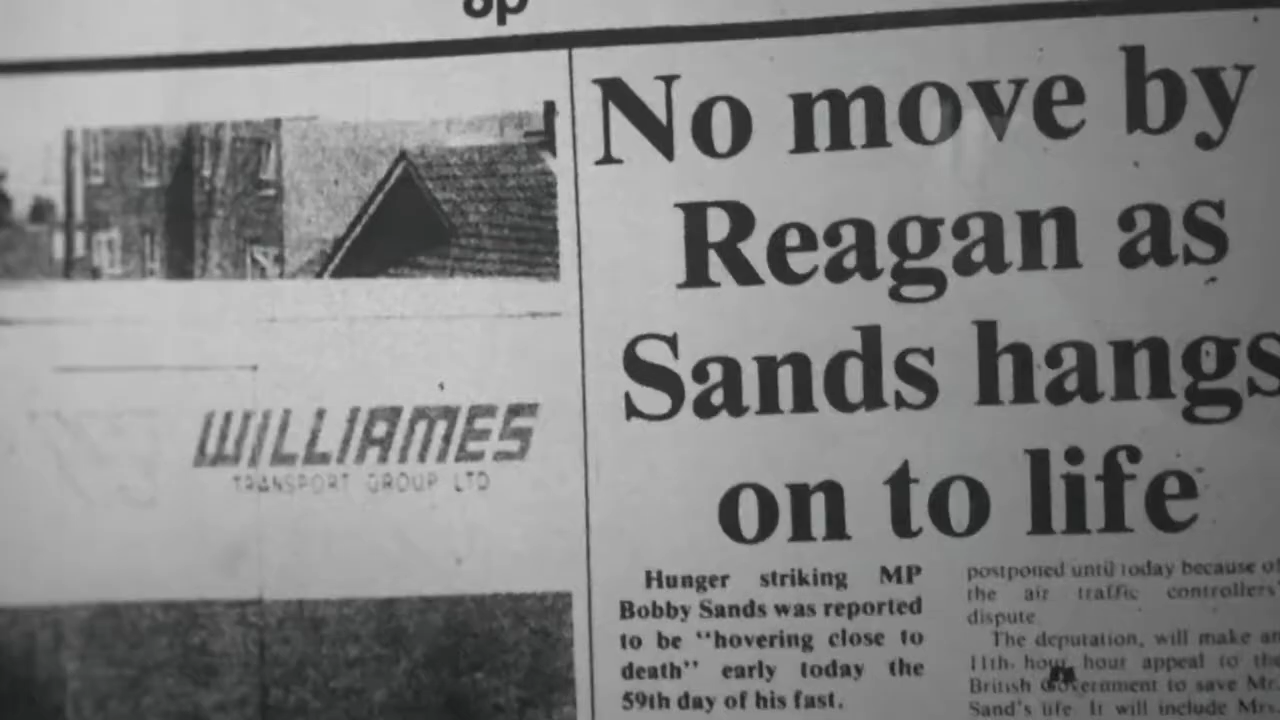 8p
WILLIAMES
TRANSPORT GROUP LTD
No move by
Reagan as
Sands hangs
on to life
Hunger striking MP
Bobby Sands was reported
to be "hovering close to
death" early today the
59th day of his fast.
postponed until today because of
the air traffic controllers'
dispute.
The deputation, will make an
11th. hour, hour appeal to the
British Government to save Mr.
Sand's life. It will include Mrs.